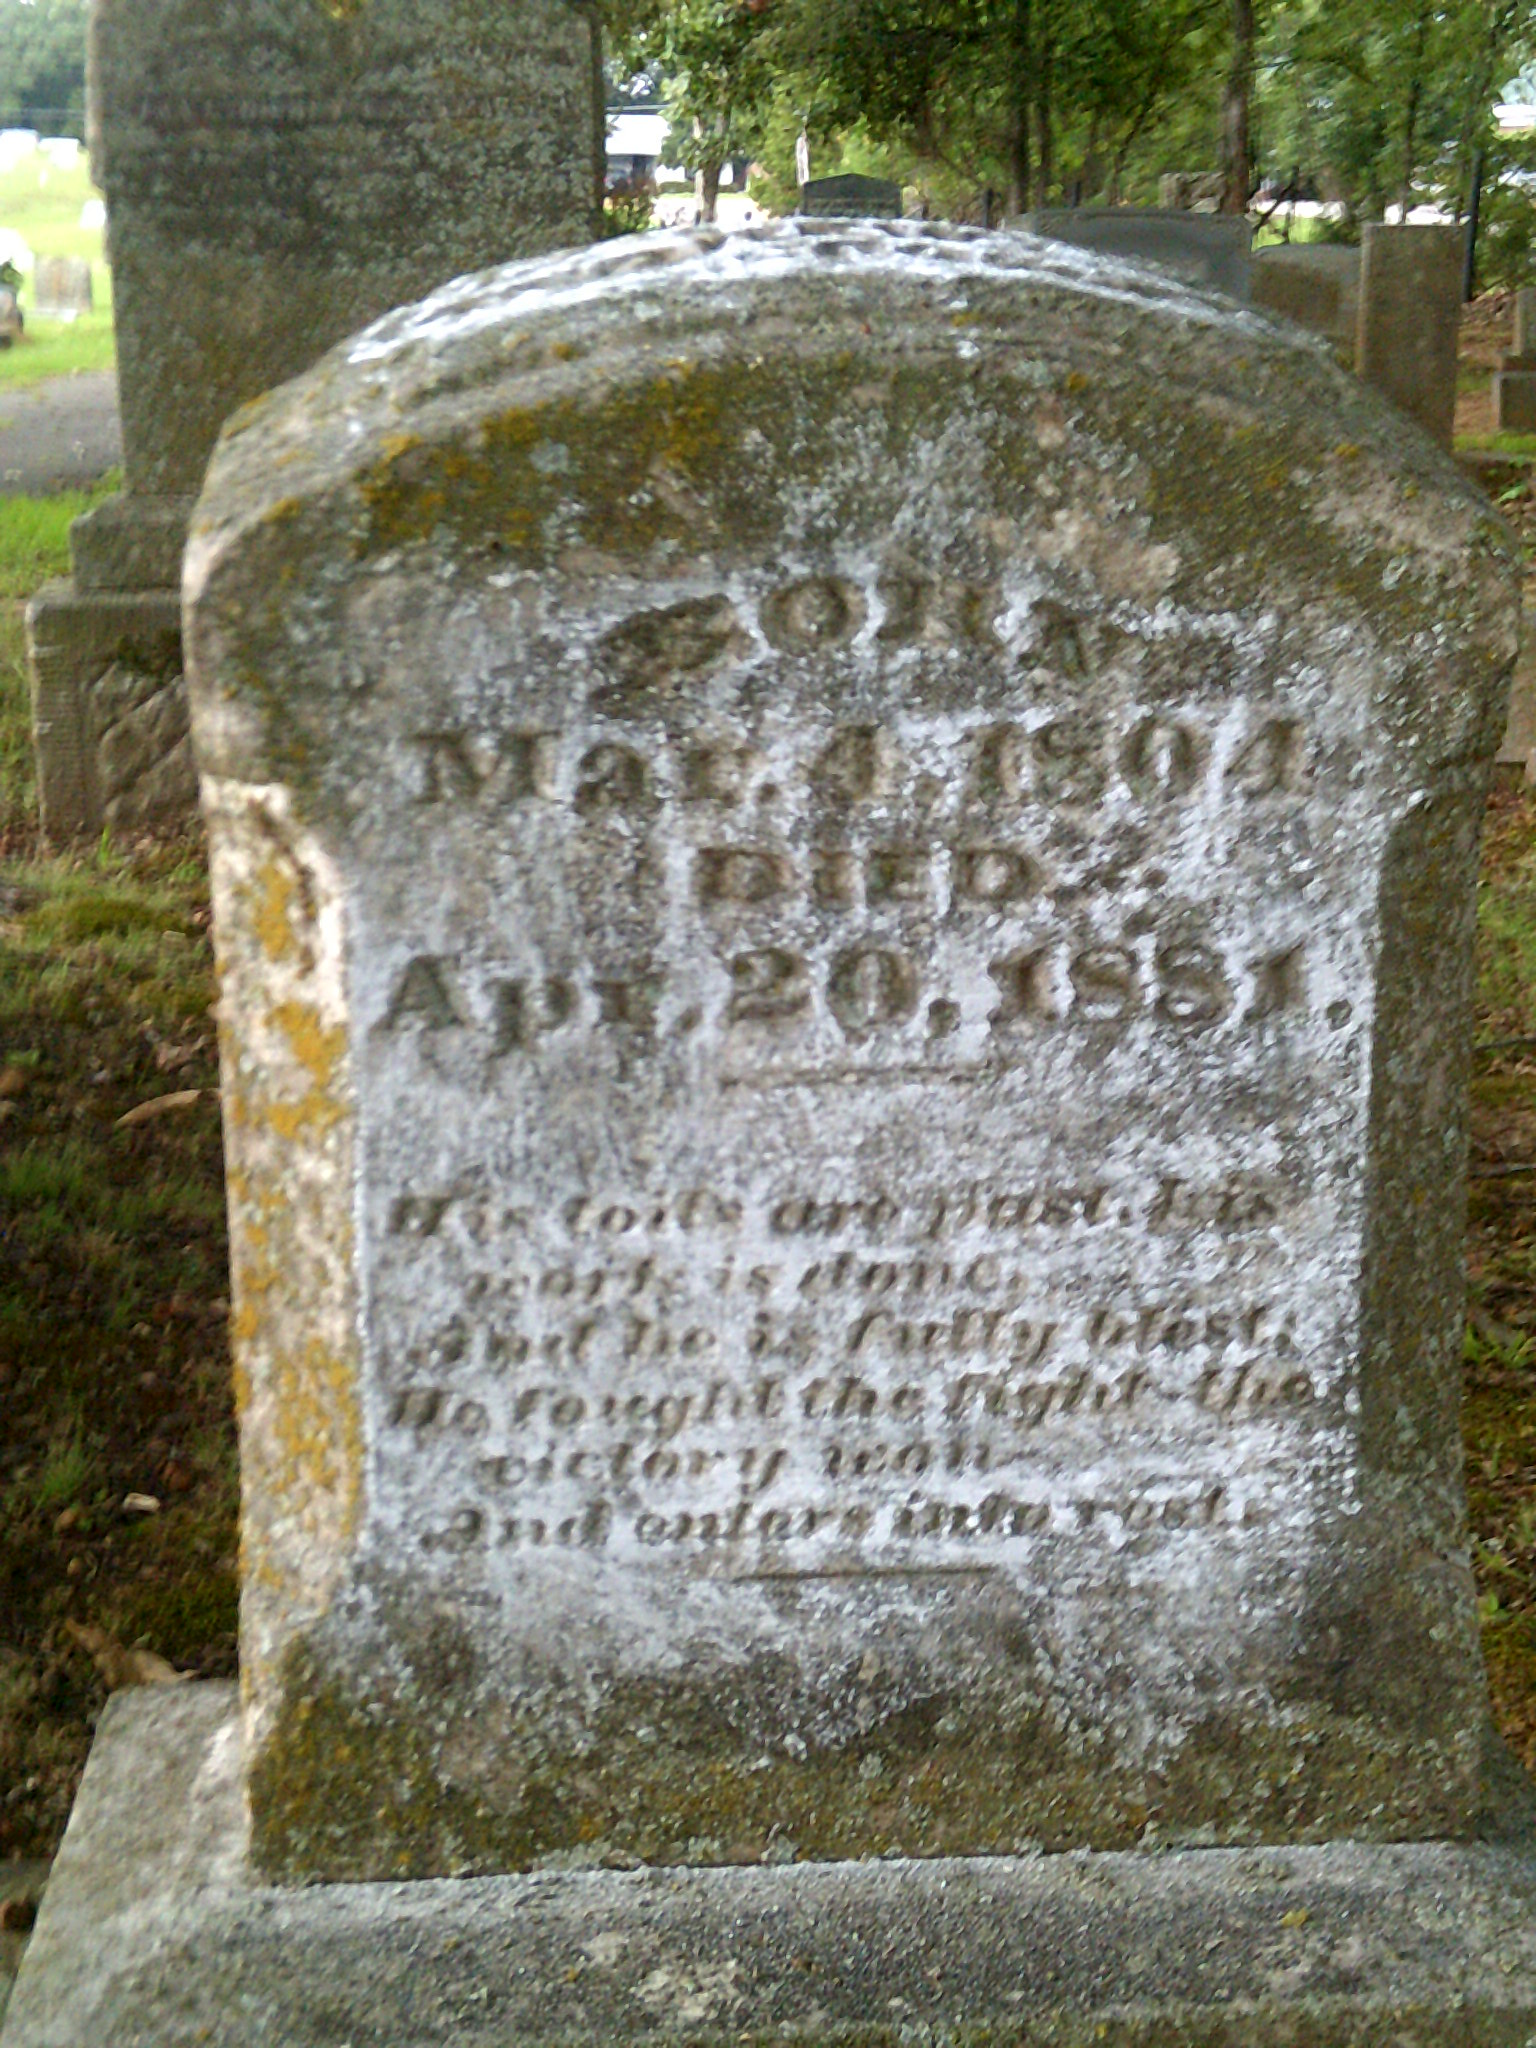 BORN
Mar. 4, 1804
DIED
Apr. 20, 1881.
His toils are past, his
work is done,
And he is fully blest,
He fought the fight the
victory won
And enters into rest.